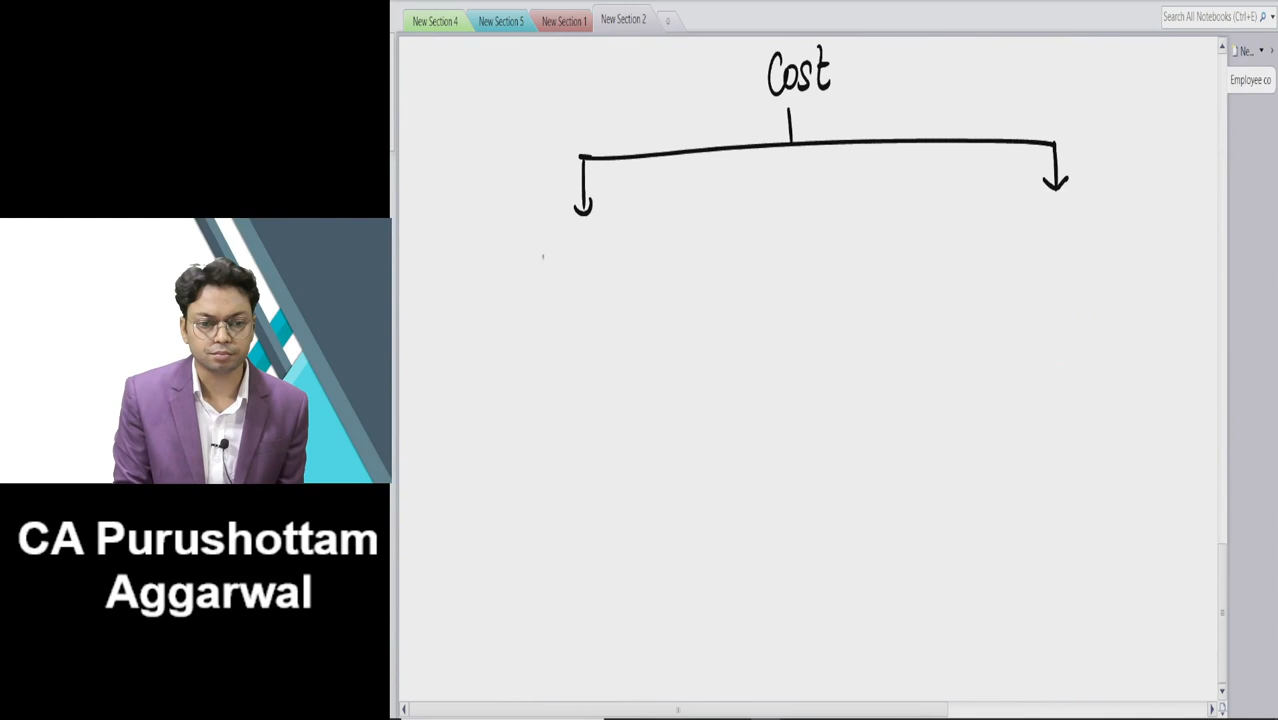 New Section 4
New Section 5
New Section 1
New Section 2
Search All Notebooks (Ctrl+E)
Ne...
Employee co
Cost
CA Purushottam
Aggarwal